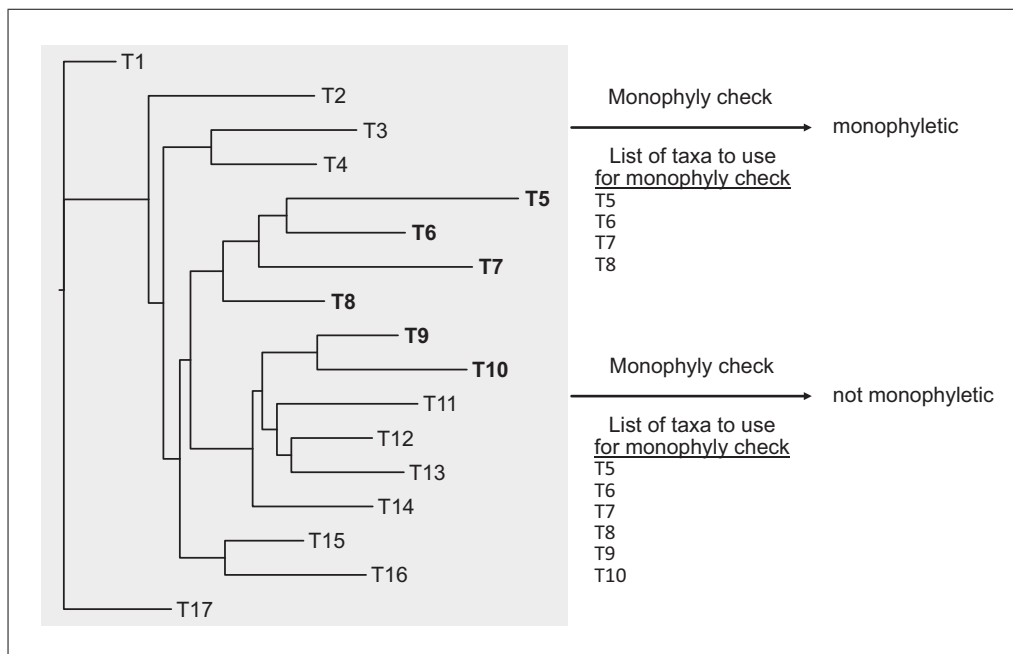 T1
T2
T3
T4
T5
T6
T7
T8
T9
T10
T11
T12
T13
T14
T15
T16
T17
Monophyly check
monophyletic
List of taxa to use
for monophyly check
T5
T6
T7
T8
Monophyly check
not monophyletic
List of taxa to use
for monophyly check
T5
T6
T7
T8
T9
T10